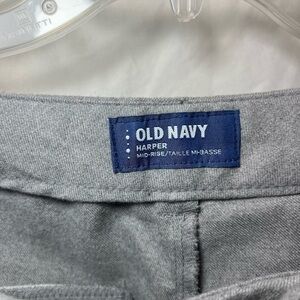 OLD NAVY
HARPER
MID-RISE/TAILLE MI-BASSE